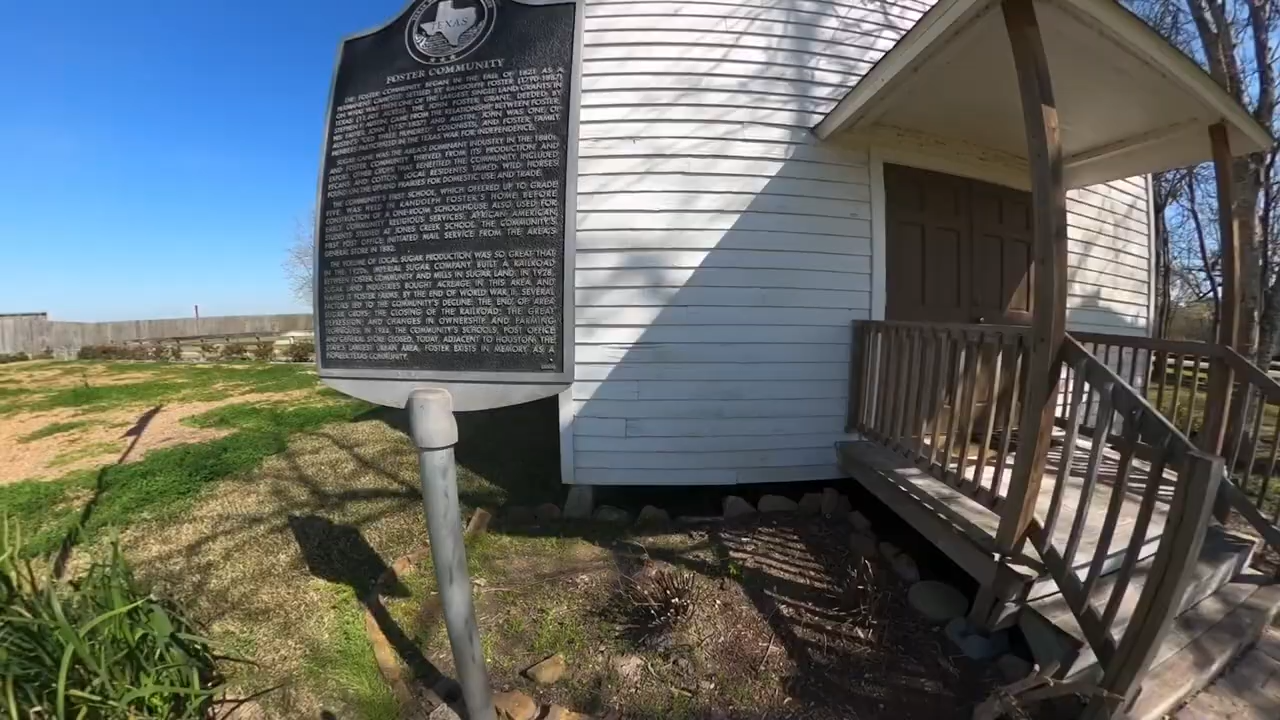 TEXAS
FOSTER COMMUNITY
THE FOSTER COMMUNITY BEGAN IN THE FALL OF 1821 AS A
PERMANENT CAMPSITE SETTLED BY RANDOLPH FOSTER (1790-1887)
ON WHAT WAS THEN ONE OF THE LARGEST SINGLE LAND GRANTS IN
TEXAS (11,807 ACRES). THE JOHN FOSTER GRANT, DEEDED BY
STEPHEN F. AUSTIN, CAME FROM THE RELATIONSHIP BETWEEN FOSTER,
HIS FATHER, JOHN (1757-1837) AND AUSTIN. JOHN WAS ONE OF
AUSTIN'S "OLD THREE HUNDRED" COLONISTS, AND FOSTER FAMILY
MEMBERS PARTICIPATED IN THE TEXAS WAR FOR INDEPENDENCE.
SUGAR CANE WAS THE AREA'S DOMINANT INDUSTRY IN THE 1840s,
AND FOSTER COMMUNITY THRIVED FROM ITS PRODUCTION AND
EXPORT. OTHER CROPS THAT BENEFITED THE COMMUNITY INCLUDED
PECANS AND COTTON. LOCAL RESIDENTS TAMED WILD HORSES
FOUND ON THE UPLAND PRAIRIES FOR DOMESTIC USE AND TRADE.
THE COMMUNITY'S FIRST SCHOOL, WHICH OFFERED UP TO GRADE
FIVE, WAS HELD IN RANDOLPH FOSTER'S HOME BEFORE
CONSTRUCTION OF A ONE-ROOM SCHOOLHOUSE ALSO USED FOR
EARLY COMMUNITY RELIGIOUS SERVICES. AFRICAN AMERICAN
STUDENTS STUDIED AT JONES CREEK SCHOOL. THE COMMUNITY'S
FIRST POST OFFICE INITIATED MAIL SERVICE FROM THE AREA'S
GENERAL STORE IN 1882.
THE VOLUME OF LOCAL SUGAR PRODUCTION WAS SO GREAT THAT
IN THE 1920s, IMPERIAL SUGAR COMPANY BUILT A RAILROAD
BETWEEN FOSTER COMMUNITY AND MILLS IN SUGAR LAND. IN 1928,
SUGAR LAND INDUSTRIES BOUGHT ACREAGE IN THIS AREA AND
NAMED IT FOSTER FARMS. BY THE END OF WORLD WAR II, SEVERAL
FACTORS LED TO THE COMMUNITY'S DECLINE: THE END OF AREA
SUGAR CROPS; THE CLOSING OF THE RAILROAD; THE GREAT
DEPRESSION; AND CHANGES IN OWNERSHIP AND FARMING
TECHNIQUES. IN THE COMMUNITY'S SCHOOLS, POST OFFICE
AND GENERAL STORE CLOSED. TODAY, ADJACENT TO HOUSTON, THE
STATE'S LARGEST URBAN AREA, FOSTER EXISTS IN MEMORY AS A
PIONEER TEXAS COMMUNITY.